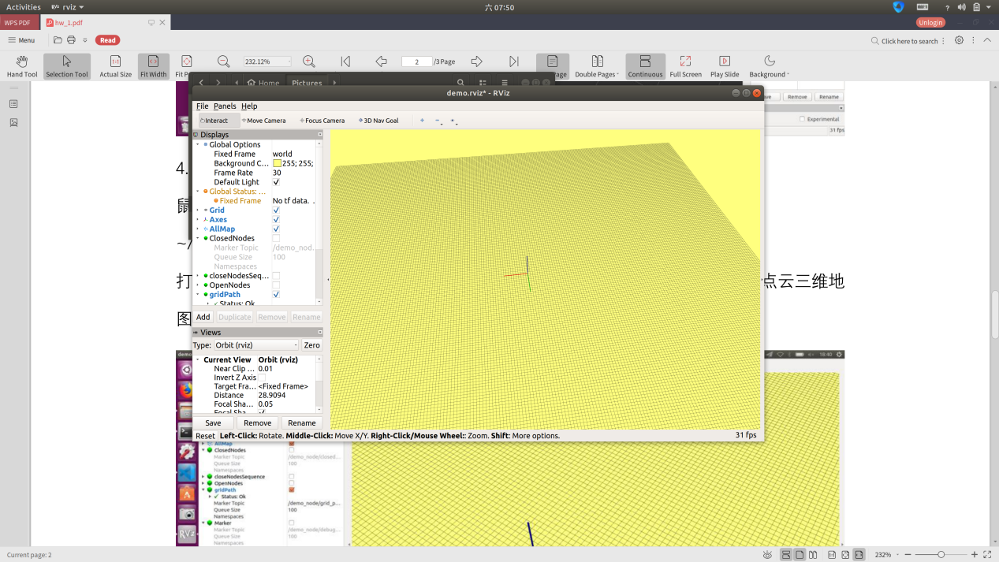 Activities
rviz
六 07:50
WPS PDF
hw_1.pdf
Unlogin
Menu
Read
Click here to search
Hand Tool
Selection Tool
Actual Size
Fit Width
Fit P
232.12%
2
/3Page
Double Pages
Continuous
Full Screen
Play Slide
Background
Home
Pictures
demo.rviz* - RViz
File Panels Help
Interact
Move Camera
Focus Camera
3D Nav Goal
Remove
Rename
Experimental
31 fps
Displays
Global Options
Fixed Frame world
Background C... 255; 255;
Frame Rate 30
Default Light
Global Status: ...
Fixed Frame No tf data. ..
Grid
Axes
AllMap
ClosedNodes
Marker Topic /demo_nod...
Queue Size 100
Namespaces
closeNodesSeq...
OpenNodes
gridPath
Status: Ok
Add Duplicate Remove Rename
4.
鼠
~/
打
点云三维地
图
Views
Type: Orbit (rviz) Zero
Current View Orbit (rviz)
Near Clip ... 0.01
Invert Z Axis
Target Fra... <Fixed Frame>
Distance 28.9094
Focal Sha... 0.05
Focal Sha...
Save Remove Rename
Reset Left-Click: Rotate. Middle-Click: Move X/Y. Right-Click/Mouse Wheel:: Zoom. Shift: More options.
31 fps
demo
18:40
AllMap
ClosedNodes
Marker Topic /demo_node/closed...
Queue Size 100
Namespaces
closeNodesSequence
OpenNodes
gridPath
Status: Ok
Marker Topic /demo_node/grid_p...
Queue Size 100
Namespaces
Marker
Marker Topic /demo_node/debug...
Queue Size 100
Namespaces
RViz
Current page: 2
232%